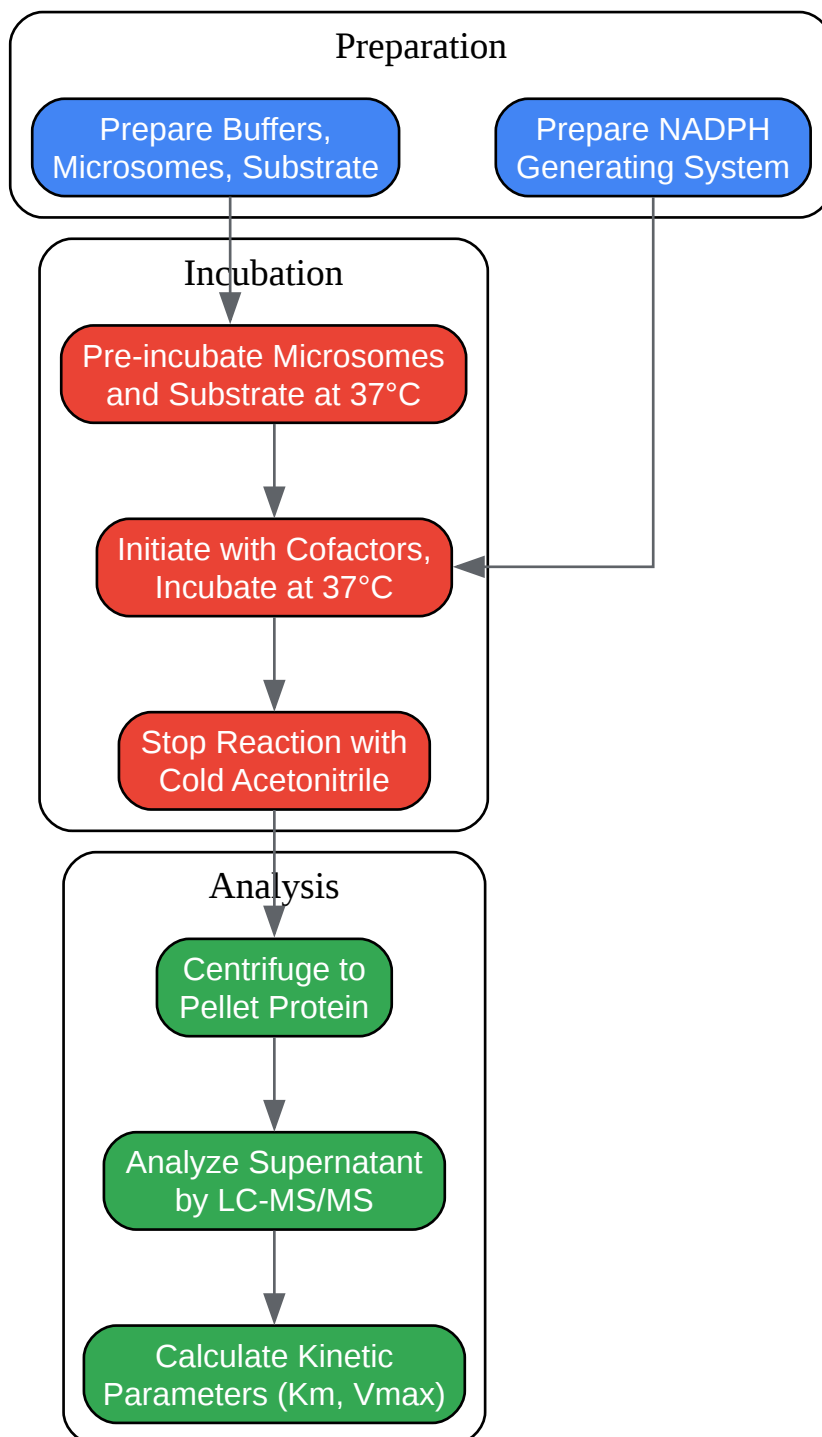 Preparation
Prepare Buffers,
Microsomes, Substrate
Prepare NADPH
Generating System
Incubation
Pre-incubate Microsomes
and Substrate at 37°C
Initiate with Cofactors,
Incubate at 37°C
Stop Reaction with
Cold Acetonitrile
Analysis
Centrifuge to
Pellet Protein
Analyze Supernatant
by LC-MS/MS
Calculate Kinetic
Parameters (Km, Vmax)